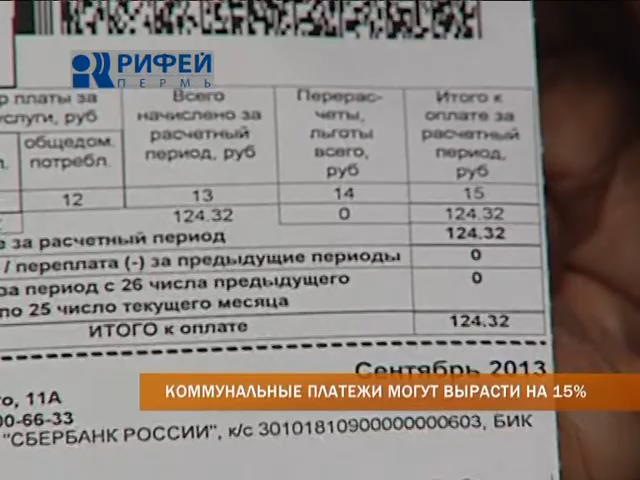 РИФЕЙ
ПЕРМЬ
р платы за
услуги, руб
общедом.
потребл.
Всего
начислено за
расчетный
период, руб
Перерас-
четы,
льготы
всего,
руб
Итого к
оплате за
расчетный
период,
руб
12 13 14 15
124.32 0 124.32
е за расчетный период 124.32
/ переплата (-) за предыдущие периоды 0
за период с 26 числа предыдущего 0
по 25 число текущего месяца
ИТОГО к оплате 124.32
Сентябрь 2013
го, 11А
КОММУНАЛЬНЫЕ ПЛАТЕЖИ МОГУТ ВЫРАСТИ НА 15%
00-66-33
"СБЕРБАНК РОССИИ", к/с 30101810900000000603, БИК